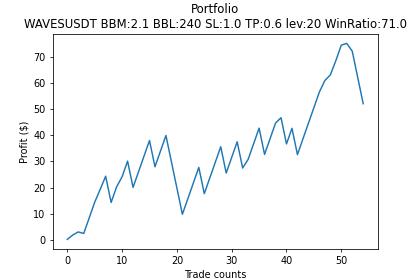 Portfolio
WAVESUSDT BBM:2.1 BBL:240 SL:1.0 TP:0.6 lev:20 WinRatio:71.0
Profit ($)
70
60
50
40
30
20
10
0
0 10 20 30 40 50
Trade counts